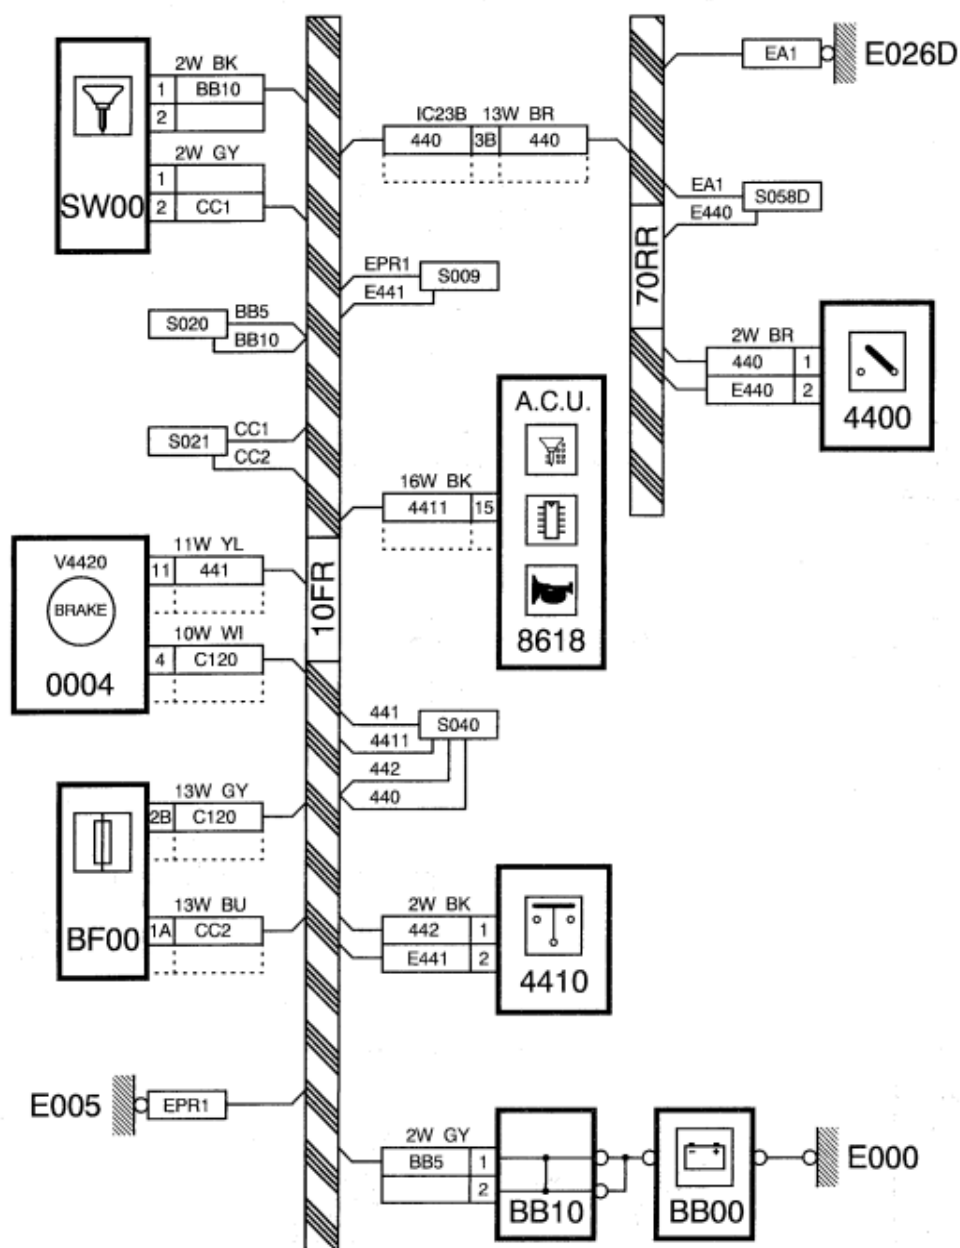 2W BK
1 BB10
2
2W GY
1
2 CC1
SW00
IC23B 13W BR
440 3B 440
EA1 E026D
EA1 S058D
E440
70RR
EPR1 S009
E441
S020 BB5
BB10
2W BR
440 1
E440 2
4400
A.C.U.
8618
S021 CC1
CC2
16W BK
4411 15
V4420
BRAKE
0004
11W YL
11 441
10W WI
4 C120
10FR
441 S040
4411
442
440
13W GY
2B C120
13W BU
1A CC2
BF00
2W BK
442 1
E441 2
4410
E005 EPR1
2W GY
BB5 1
2
BB10
BB00
E000